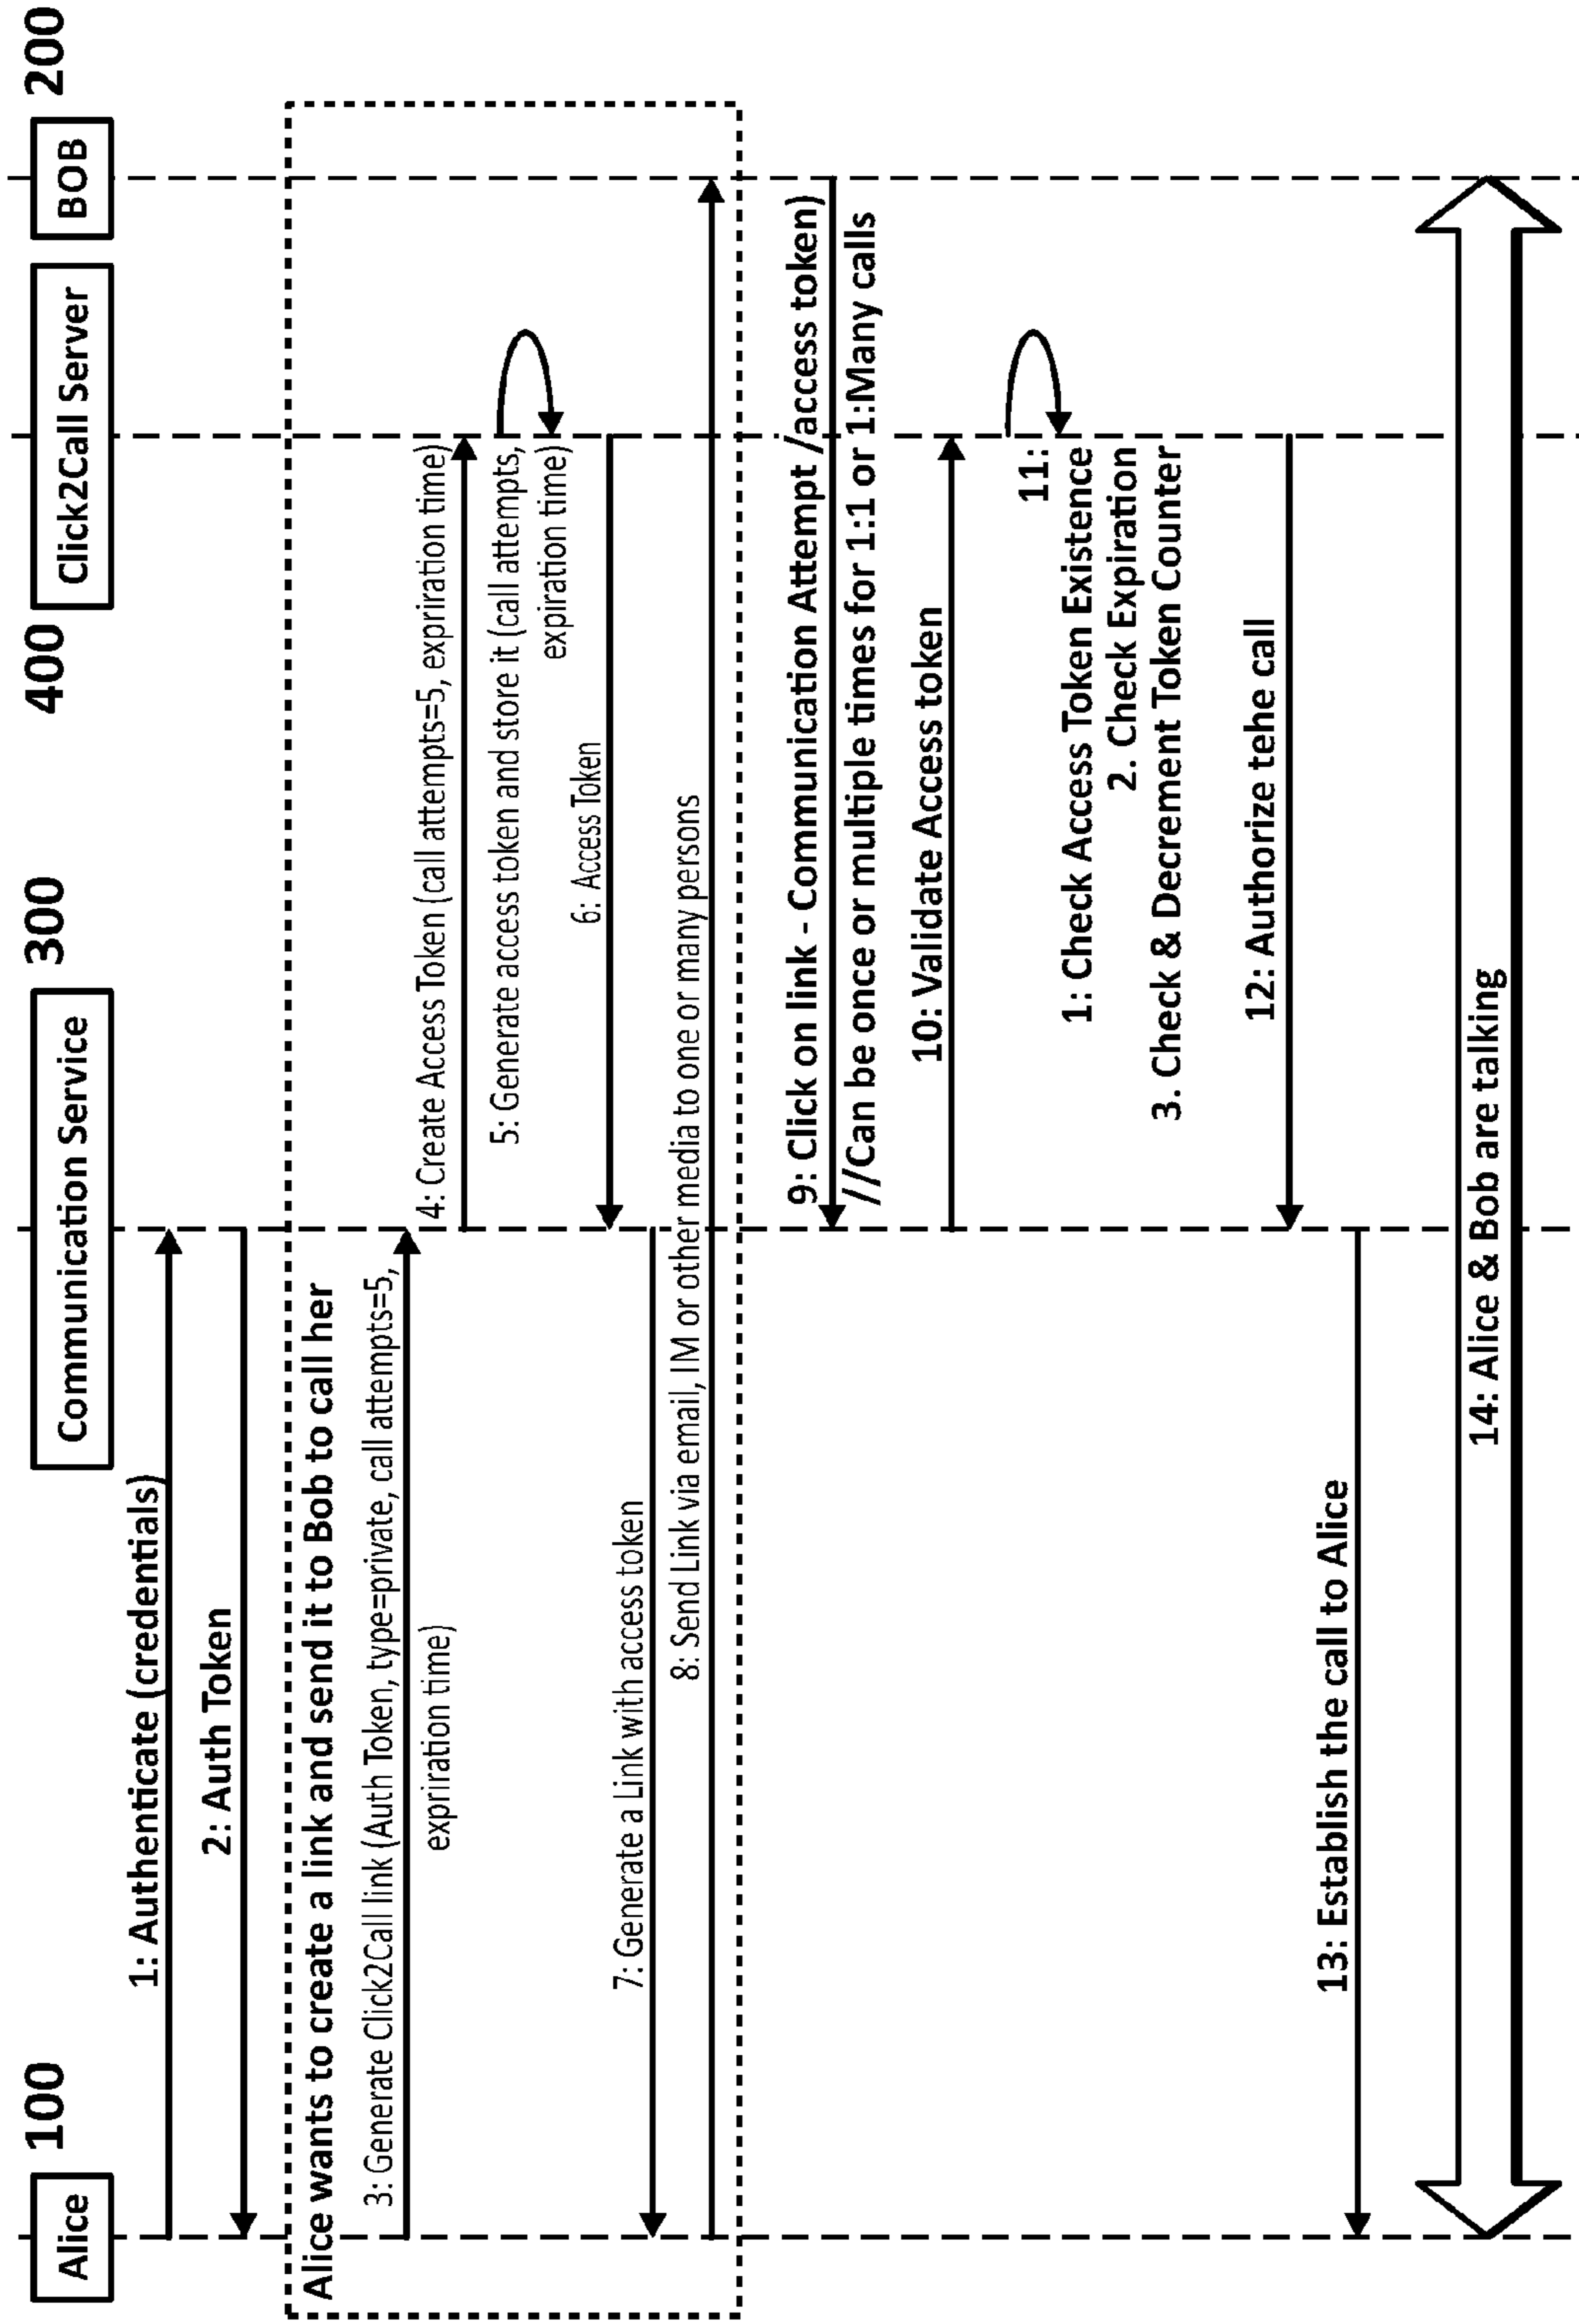 Alice
100
Communication Service
300
400
Click2Call Server
BOB
200
1: Authenticate (credentials)
2: Auth Token
Alice wants to create a link and send it to Bob to call her
3: Generate Click2Call link (Auth Token, type=private, call attempts=5,
expriration time)
4: Create Access Token (call attempts=5, expriration time)
5: Generate access token and store it (call attempts,
expiration time)
6: Access Token
7: Generate a Link with access token
8: Send Link via email, IM or other media to one or many persons
9: Click on link - Communication Attempt /access token)
//Can be once or multiple times for 1:1 or 1:Many calls
10: Validate Access token
11:
1: Check Access Token Existence
2. Check Expiration
3. Check & Decrement Token Counter
12: Authorize tehe call
13: Establish the call to Alice
14: Alice & Bob are talking